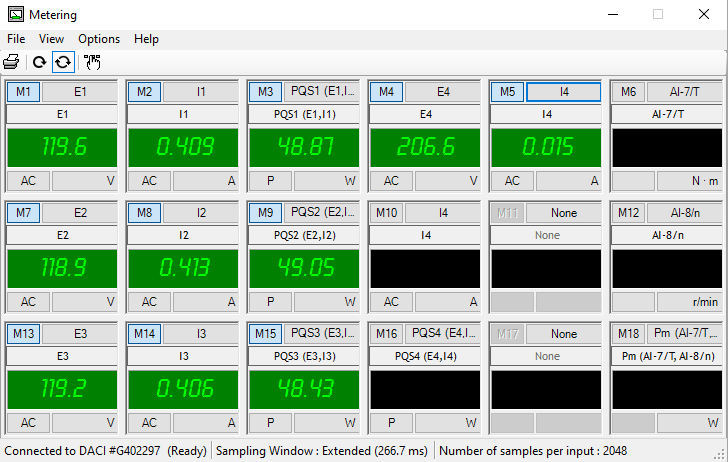 Metering
File View Options Help
M1 E1 M2 I1 M3 PQS1 (E1,I... M4 E4 M5 I4 M6 AI-7/T
E1 I1 PQS1 (E1,I1) E4 I4 AI-7/T
119.6 0.409 48.87 206.6 0.015
AC V AC A P W AC V AC A N·m
M7 E2 M8 I2 M9 PQS2 (E2,I... M10 I4 M11 None M12 AI-8/n
E2 I2 PQS2 (E2,I2) I4 None AI-8/n
118.9 0.413 49.05
AC V AC A P W AC A r/min
M13 E3 M14 I3 M15 PQS3 (E3,I... M16 PQS4 (E4,I... M17 None M18 Pm (AI-7/T,...
E3 I3 PQS3 (E3,I3) PQS4 (E4,I4) None Pm (AI-7/T, AI-8/n)
119.2 0.406 48.43
AC V AC A P W P W W
Connected to DACI #G402297 (Ready) Sampling Window : Extended (266.7 ms) Number of samples per input : 2048